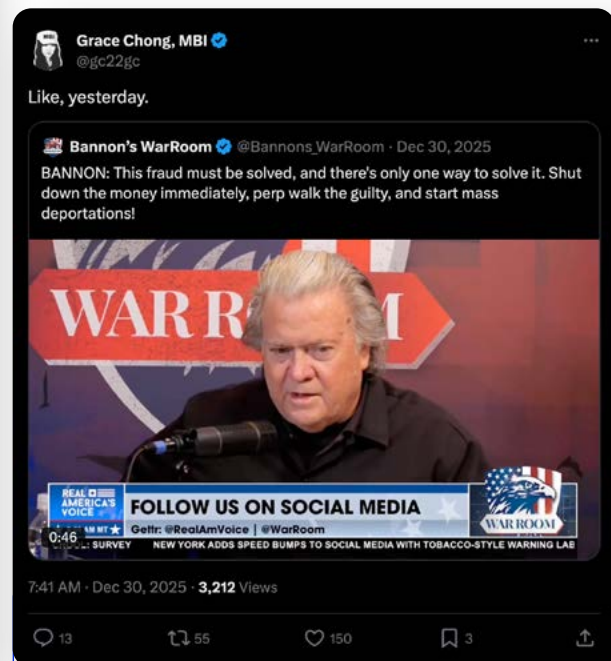 Grace Chong, MBI
@gc22gc
Like, yesterday.
Bannon's WarRoom @Bannons_WarRoom · Dec 30, 2025
BANNON: This fraud must be solved, and there's only one way to solve it. Shut
down the money immediately, perp walk the guilty, and start mass
deportations!
WAR R M
REAL
AMERICA'S
VOICE
FOLLOW US ON SOCIAL MEDIA
Gettr: @RealAmVoice | @WarRoom
WAR ROOM
AM MT
0:46
: SURVEY NEW YORK ADDS SPEED BUMPS TO SOCIAL MEDIA WITH TOBACCO-STYLE WARNING LAB
7:41 AM · Dec 30, 2025 · 3,212 Views
13 55 150 3